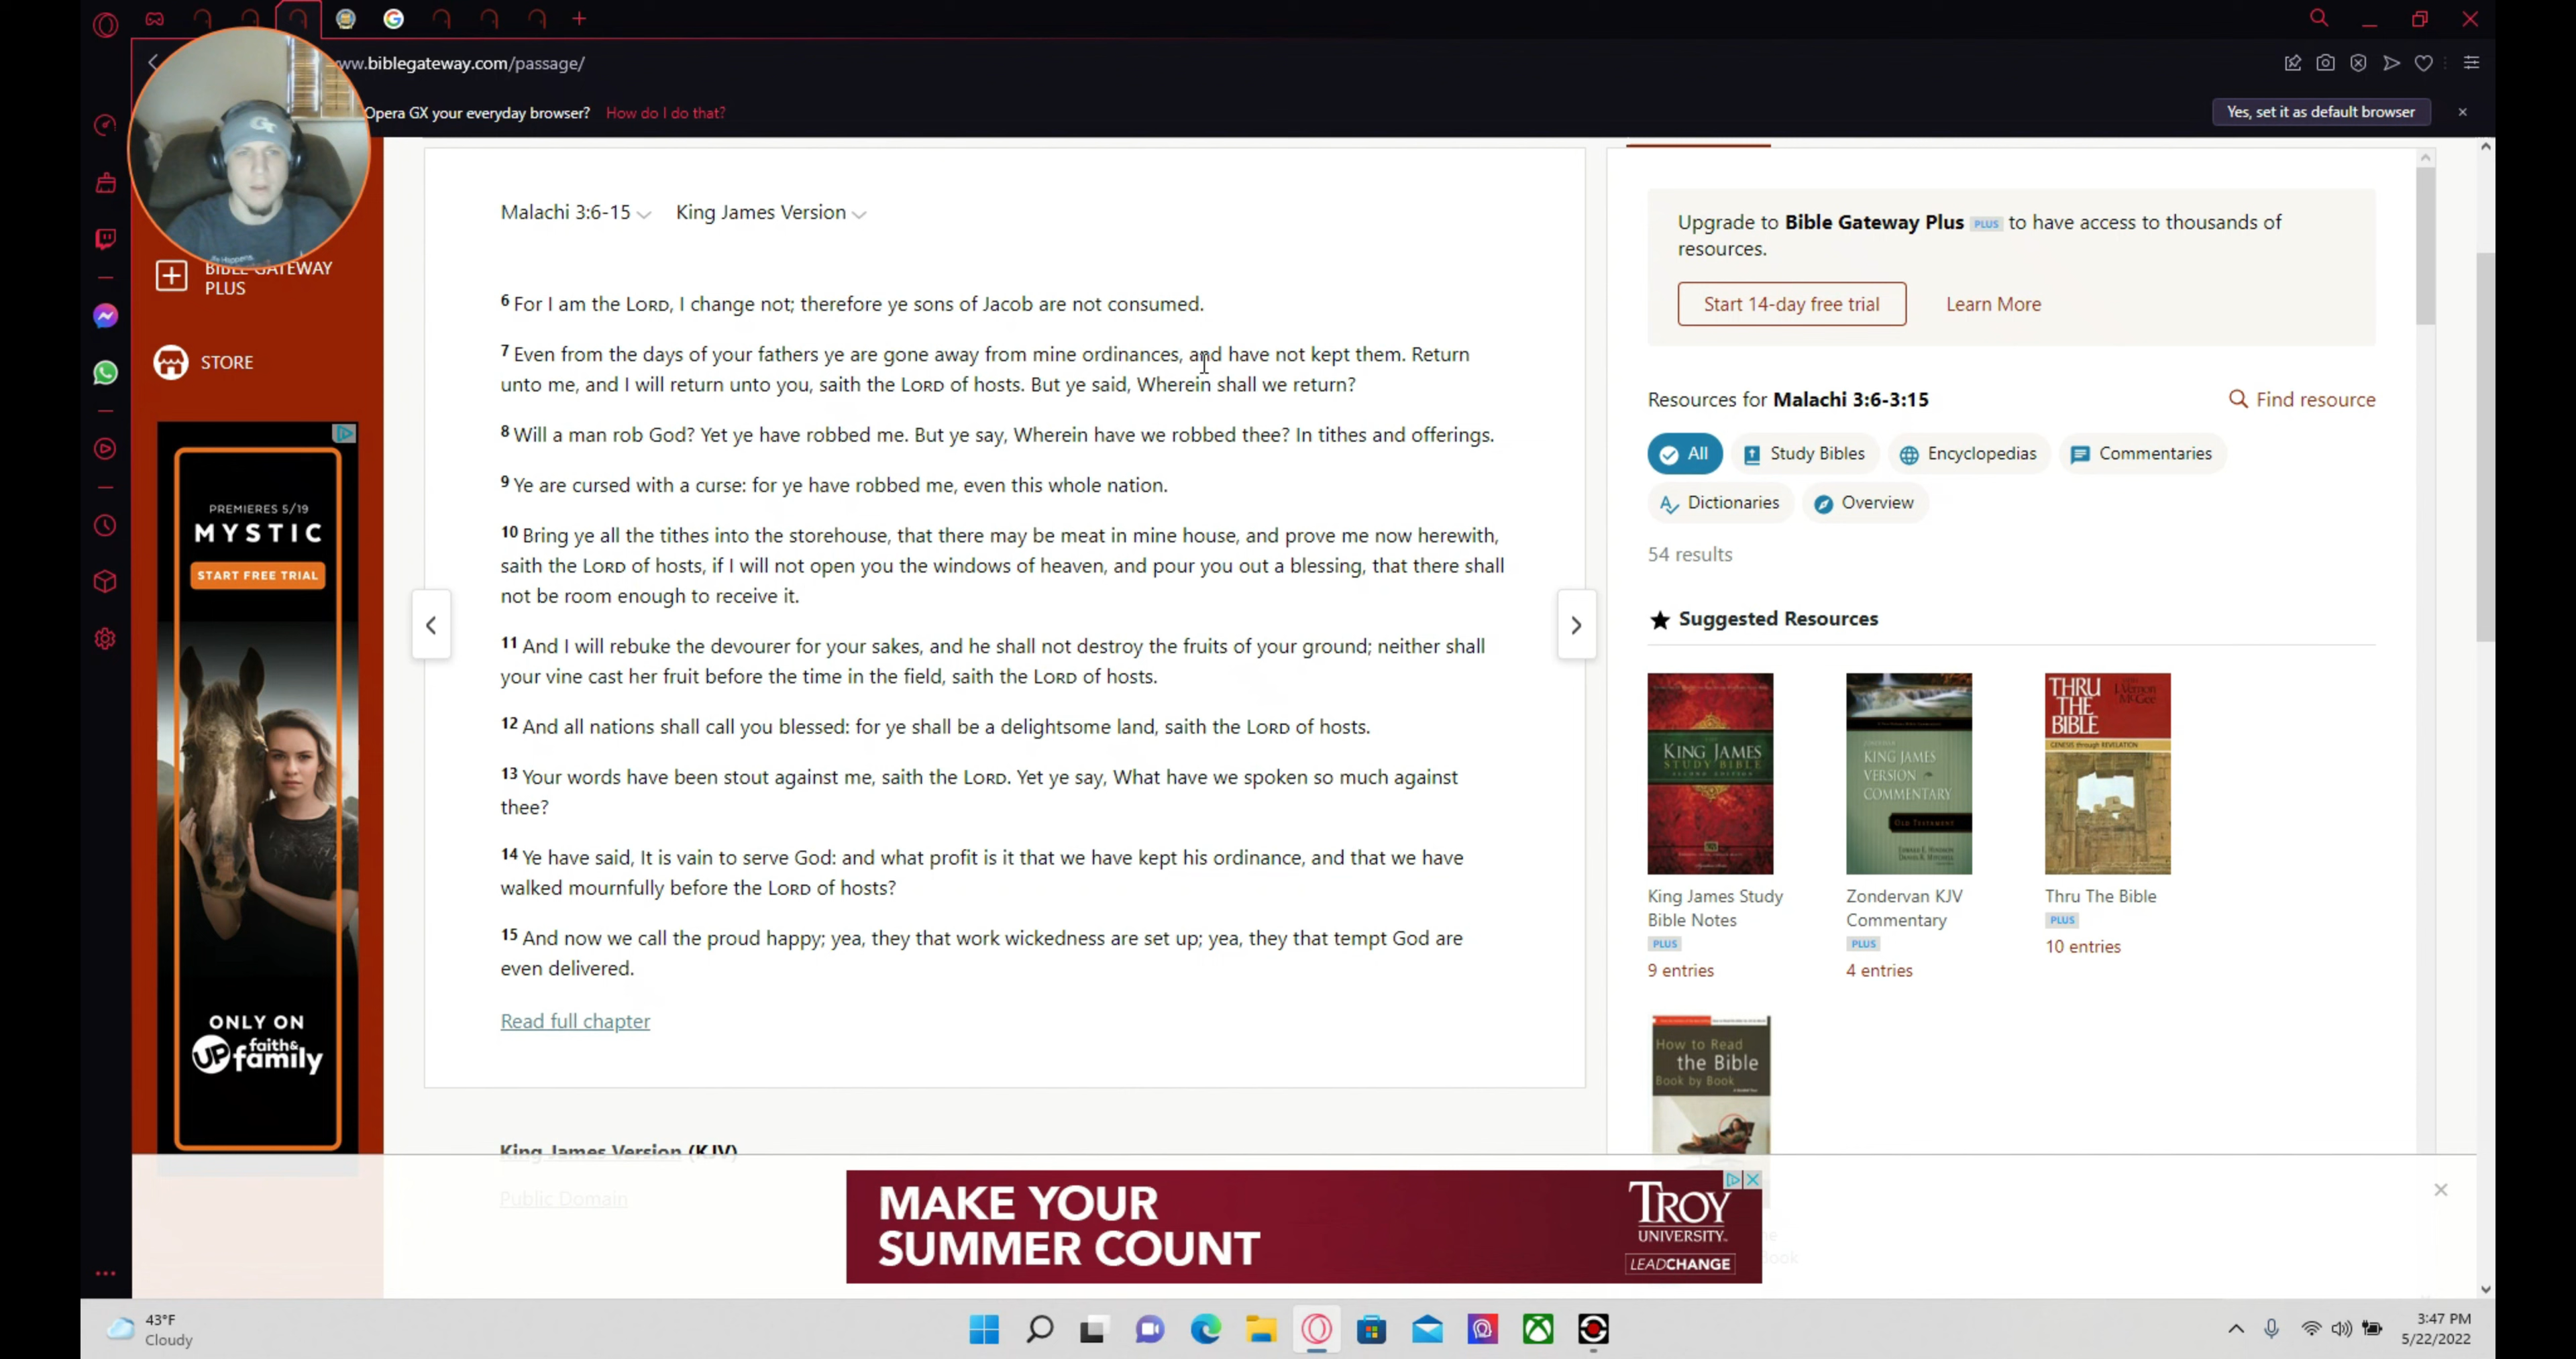 www.biblegateway.com/passage/
Opera GX your everyday browser? How do I do that?
Yes, set it as default browser
GT
BIBLE GATEWAY
PLUS
STORE
PREMIERES 5/19
MYSTIC
START FREE TRIAL
ONLY ON
UP faith&
family
Malachi 3:6-15 King James Version
6 For I am the LORD, I change not; therefore ye sons of Jacob are not consumed.
7 Even from the days of your fathers ye are gone away from mine ordinances, and have not kept them. Return
unto me, and I will return unto you, saith the LORD of hosts. But ye said, Wherein shall we return?
8 Will a man rob God? Yet ye have robbed me. But ye say, Wherein have we robbed thee? In tithes and offerings.
9 Ye are cursed with a curse: for ye have robbed me, even this whole nation.
10 Bring ye all the tithes into the storehouse, that there may be meat in mine house, and prove me now herewith,
saith the LORD of hosts, if I will not open you the windows of heaven, and pour you out a blessing, that there shall
not be room enough to receive it.
11 And I will rebuke the devourer for your sakes, and he shall not destroy the fruits of your ground; neither shall
your vine cast her fruit before the time in the field, saith the LORD of hosts.
12 And all nations shall call you blessed: for ye shall be a delightsome land, saith the LORD of hosts.
13 Your words have been stout against me, saith the LORD. Yet ye say, What have we spoken so much against
thee?
14 Ye have said, It is vain to serve God: and what profit is it that we have kept his ordinance, and that we have
walked mournfully before the LORD of hosts?
15 And now we call the proud happy; yea, they that work wickedness are set up; yea, they that tempt God are
even delivered.
Read full chapter
King James Version (KJV)
Public Domain
Upgrade to Bible Gateway Plus PLUS to have access to thousands of
resources.
Start 14-day free trial Learn More
Resources for Malachi 3:6-3:15 Find resource
All Study Bibles Encyclopedias Commentaries
Dictionaries Overview
54 results
Suggested Resources
KING JAMES
STUDY BIBLE
SECOND EDITION
King James Study
Bible Notes
PLUS
9 entries
KING JAMES
VERSION
COMMENTARY
OLD TESTAMENT
Zondervan KJV
Commentary
PLUS
4 entries
THRU
THE
BIBLE
J. Vernon
McGee
GENESIS through REVELATION
Thru The Bible
PLUS
10 entries
How to Read
the Bible
Book by Book
MAKE YOUR
SUMMER COUNT
TROY
UNIVERSITY
LEADCHANGE
43°F
Cloudy
3:47 PM
5/22/2022